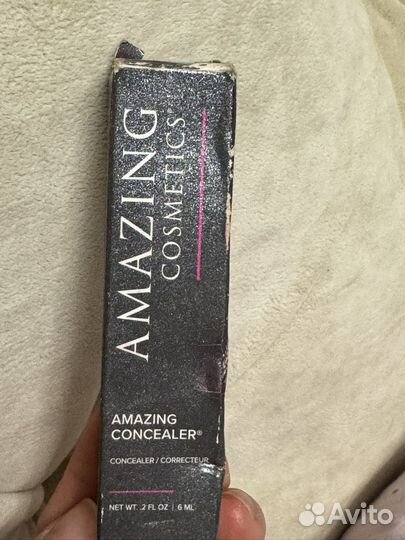 AMAZING
COSMETICS®
AMAZING
CONCEALER®
CONCEALER / CORRECTEUR
NET WT. .2 FL OZ | 6 ML
Avito